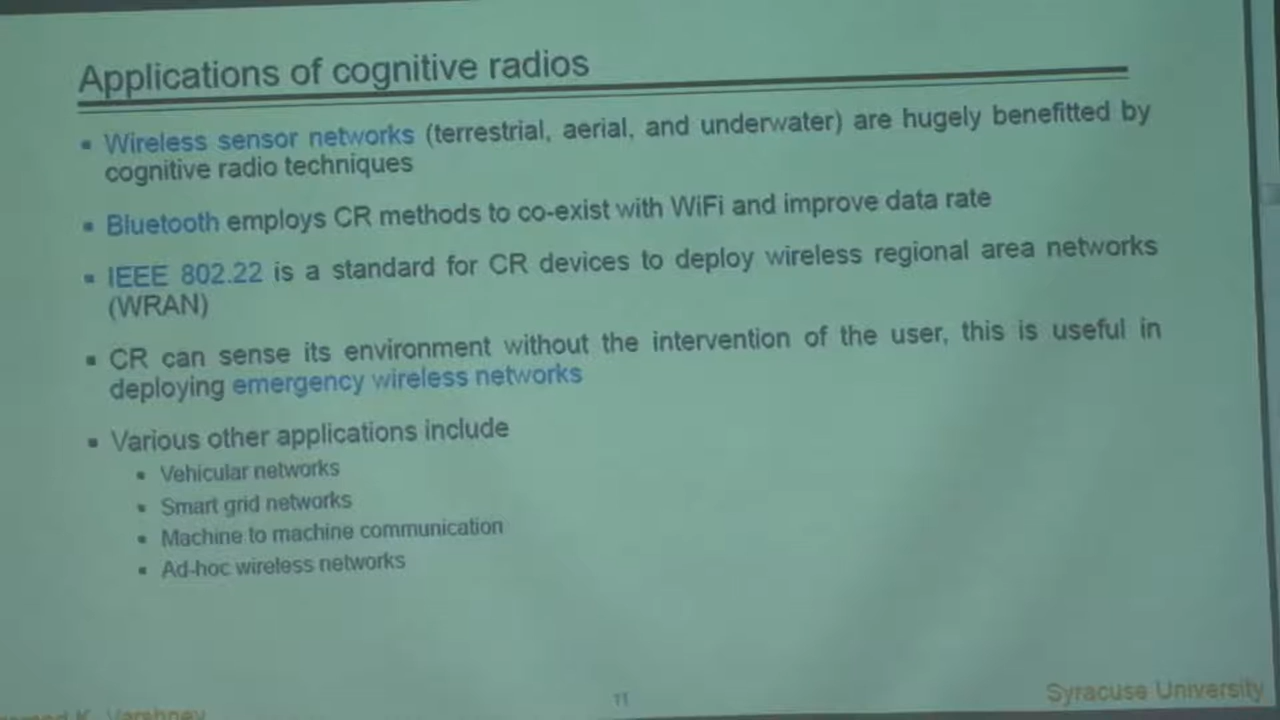 Applications of cognitive radios
▪ Wireless sensor networks (terrestrial, aerial, and underwater) are hugely benefitted by
cognitive radio techniques
▪ Bluetooth employs CR methods to co-exist with WiFi and improve data rate
▪ IEEE 802.22 is a standard for CR devices to deploy wireless regional area networks
(WRAN)
▪ CR can sense its environment without the intervention of the user, this is useful in
deploying emergency wireless networks
▪ Various other applications include
▪ Vehicular networks
▪ Smart grid networks
▪ Machine to machine communication
▪ Ad-hoc wireless networks
K. Varshney
11
Syracuse University